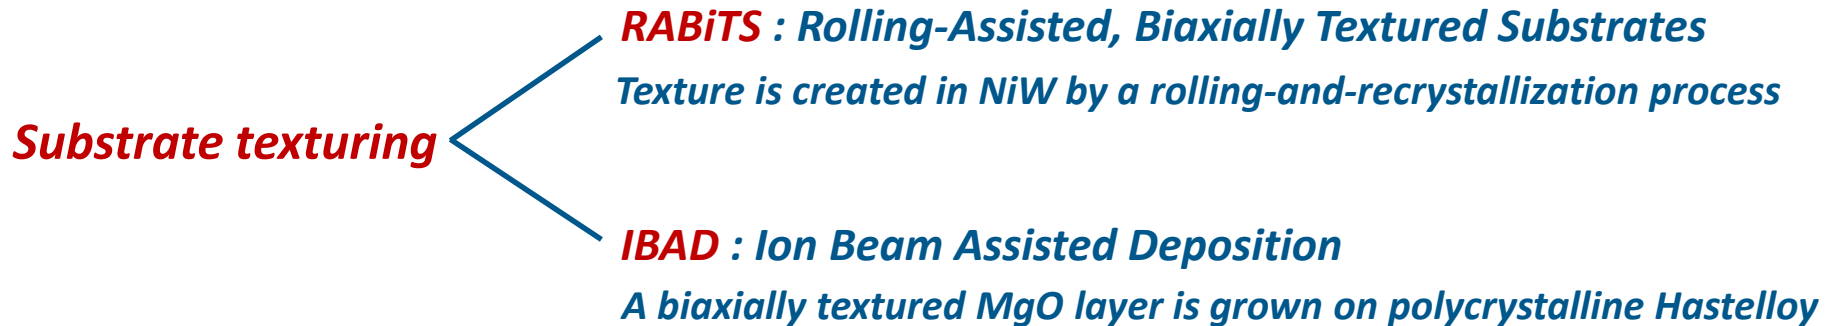 RABiTS : Rolling-Assisted, Biaxially Textured Substrates
Texture is created in NiW by a rolling-and-recrystallization process
Substrate texturing
IBAD : Ion Beam Assisted Deposition
A biaxially textured MgO layer is grown on polycrystalline Hastelloy